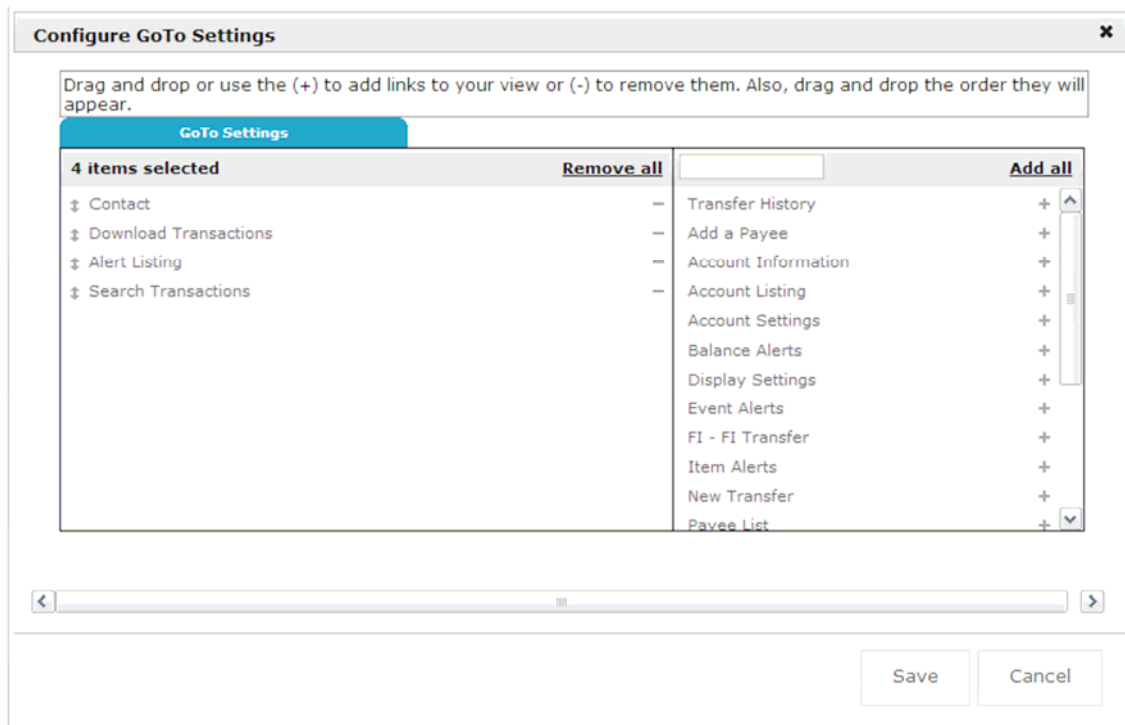 Configure GoTo Settings
Drag and drop or use the (+) to add links to your view or (-) to remove them. Also, drag and drop the order they will
appear.
GoTo Settings
4 items selected Remove all Add all
Contact
Download Transactions
Alert Listing
Search Transactions
Transfer History
Add a Payee
Account Information
Account Listing
Account Settings
Balance Alerts
Display Settings
Event Alerts
FI - FI Transfer
Item Alerts
New Transfer
Payee List
Save Cancel